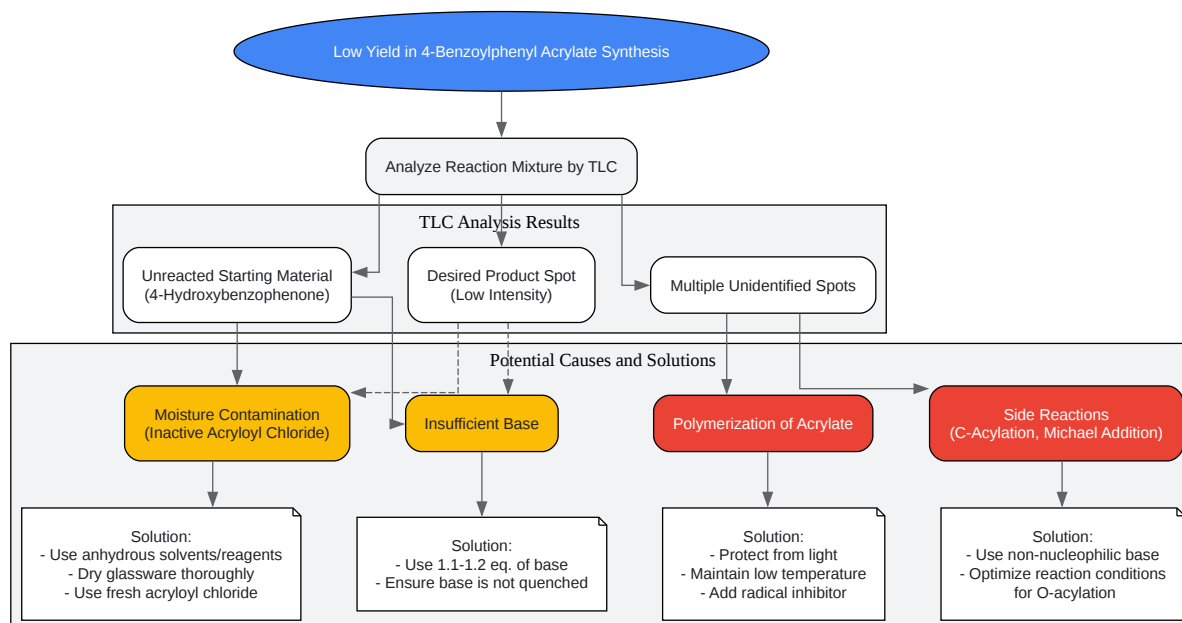 Low Yield in 4-Benzoylphenyl Acrylate Synthesis
Analyze Reaction Mixture by TLC
TLC Analysis Results
Unreacted Starting Material
(4-Hydroxybenzophenone)
Desired Product Spot
(Low Intensity)
Multiple Unidentified Spots
Potential Causes and Solutions
Moisture Contamination
(Inactive Acryloyl Chloride)
Insufficient Base
Polymerization of Acrylate
Side Reactions
(C-Acylation, Michael Addition)
Solution:
- Use anhydrous solvents/reagents
- Dry glassware thoroughly
- Use fresh acryloyl chloride
Solution:
- Use 1.1-1.2 eq. of base
- Ensure base is not quenched
Solution:
- Protect from light
- Maintain low temperature
- Add radical inhibitor
Solution:
- Use non-nucleophilic base
- Optimize reaction conditions
for O-acylation